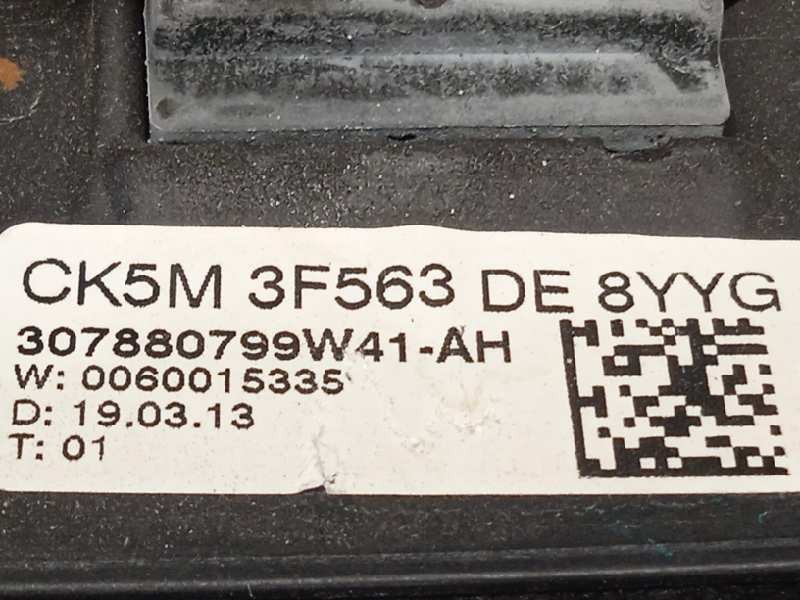 CK5M 3F563 DE 8YYG
307880799W41-AH
W: 0060015335
D: 19.03.13
T: 01